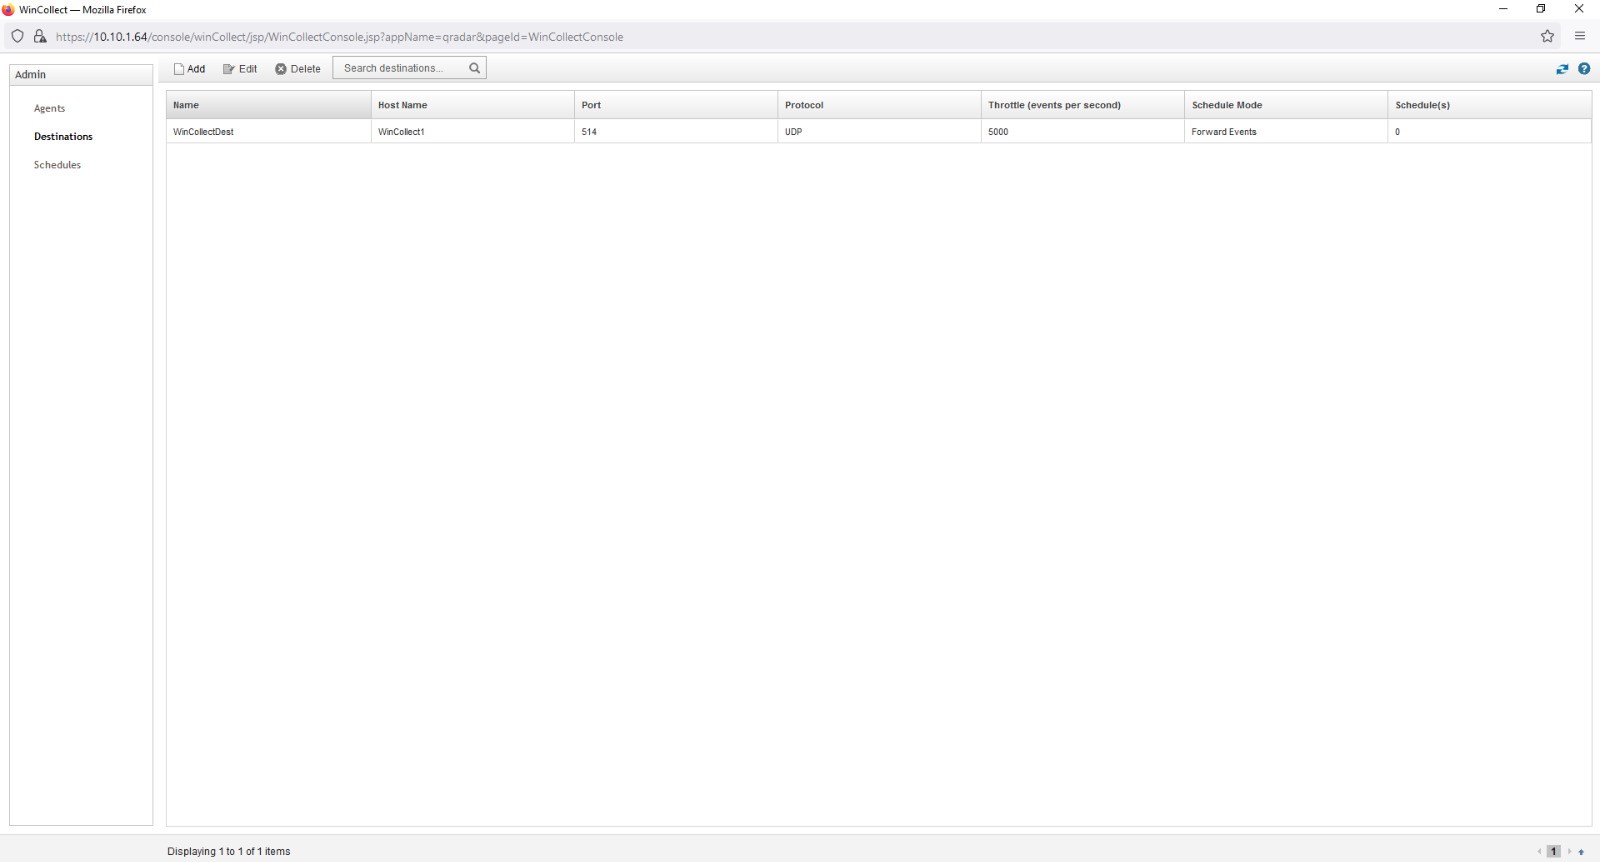 WinCollect — Mozilla Firefox
https://10.10.1.64/console/winCollect/jsp/WinCollectConsole.jsp?appName=qradar&pageId=WinCollectConsole
Admin
Agents
Destinations
Schedules
Add Edit Delete Search destinations...
Name Host Name Port Protocol Throttle (events per second) Schedule Mode Schedule(s)
WinCollectDest WinCollect1 514 UDP 5000 Forward Events 0
Displaying 1 to 1 of 1 items 1